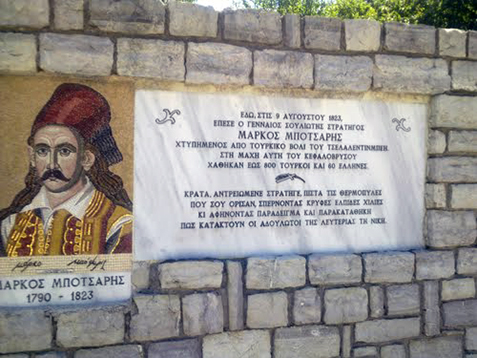 ΕΔΩ, ΣΤΙΣ 9 ΑΥΓΟΥΣΤΟΥ 1823,
ΕΠΕΣΕ Ο ΓΕΝΝΑΙΟΣ ΣΟΥΛΙΩΤΗΣ ΣΤΡΑΤΗΓΟΣ
ΜΑΡΚΟΣ ΜΠΟΤΣΑΡΗΣ
ΧΤΥΠΗΜΕΝΟΣ ΑΠΟ ΤΟΥΡΚΙΚΟ ΒΟΛΙ ΤΟΥ ΤΣΕΛΑΛΕΝΤΙΝΜΠΕΗ.
ΣΤΗ ΜΑΧΗ ΑΥΤΗ ΤΟΥ ΚΕΦΑΛΟΒΡΥΣΟΥ
ΧΑΘΗΚΑΝ ΕΩΣ 800 ΤΟΥΡΚΟΙ ΚΑΙ 60 ΕΛΛΗΝΕΣ.
ΚΡΑΤΑ, ΑΝΤΡΕΙΩΜΕΝΕ ΣΤΡΑΤΗΓΕ, ΠΙΣΤΑ ΤΙΣ ΘΕΡΜΟΠΥΛΕΣ
ΠΟΥ ΣΟΥ ΟΡΙΣΑΝ, ΣΠΕΡΝΟΝΤΑΣ ΚΡΥΦΕΣ ΕΛΠΙΔΕΣ ΧΙΛΙΕΣ
ΚΙ ΑΦΗΝΟΝΤΑΣ ΠΑΡΑΔΕΙΓΜΑ ΚΑΙ ΠΑΡΑΚΑΤΑΘΗΚΗ
ΠΩΣ ΚΑΤΑΚΤΟΥΝ ΟΙ ΑΔΟΥΛΩΤΟΙ ΤΗΣ ΛΕΥΤΕΡΙΑΣ ΤΗ ΝΙΚΗ.
ΜΑΡΚΟΣ ΜΠΟΤΣΑΡΗΣ
1790 - 1823